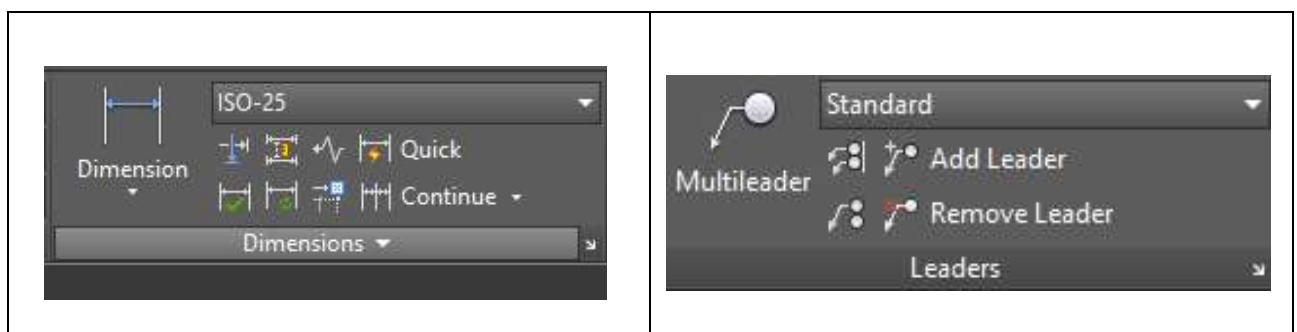 ISO-25
Quick
Dimension
Continue
Dimensions
Standard
Add Leader
Multileader
Remove Leader
Leaders